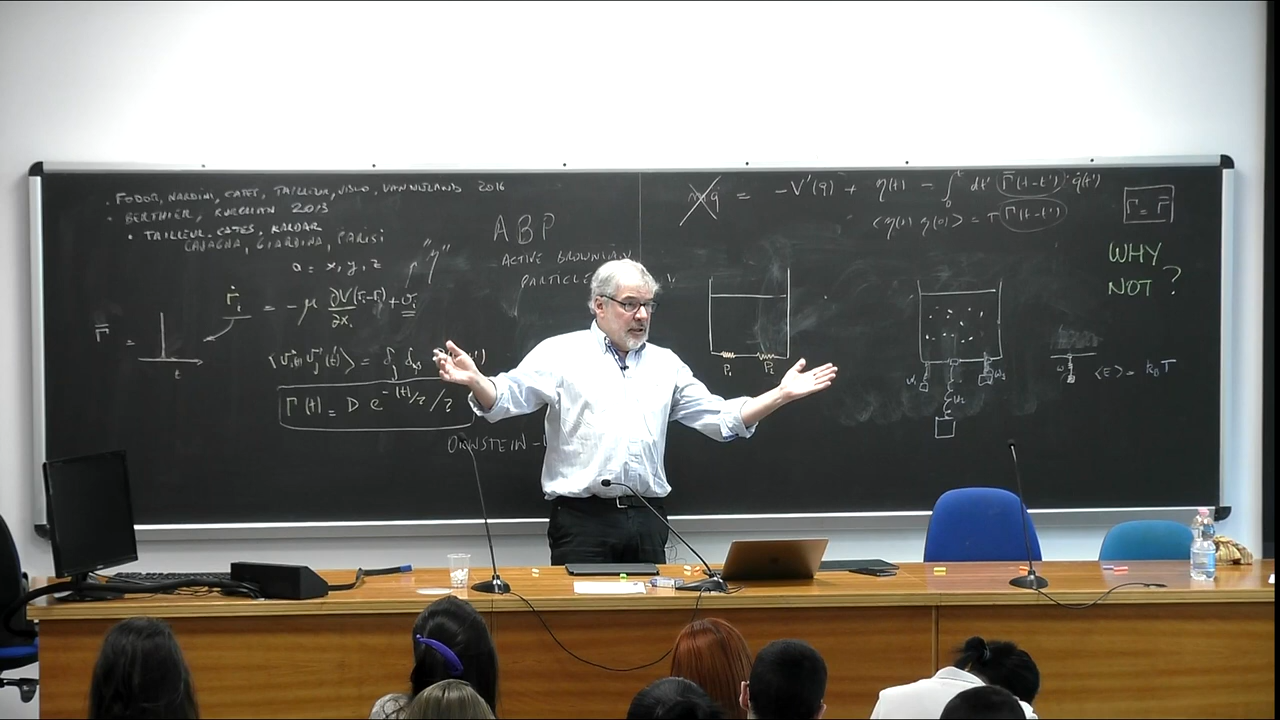 . FODOR, NARDINI, CATES, TAILLEUR, VISCO, VAN WIJLAND 2016
• BERTHIER, KURCHAN 2013
• TAILLEUR, CATES, KARDAR
CAVAGNA, GIARDINA, PARISI
a = x, y, z
"η"
ṙᵢ = -μ ∂V(rᵢ-rⱼ)/∂xᵢ + vᵢ
Γ̅ =
t
Γ(t) = D e^{-|t|/τ}/τ
ORNSTEIN -
ABP
ACTIVE BROWNIAN
PARTICLE
m q̈ = -V'(q) + η(t) - ∫₀ᵗ dt' Γ̅(t-t') q̇(t')
⟨η(t) η(0)⟩ = T Γ(t-t')
Γ = Γ̅
WHY
NOT ?
P₁ P₂
ω₁ ω₂ ω₃
ω ⟨E⟩ = k_B T